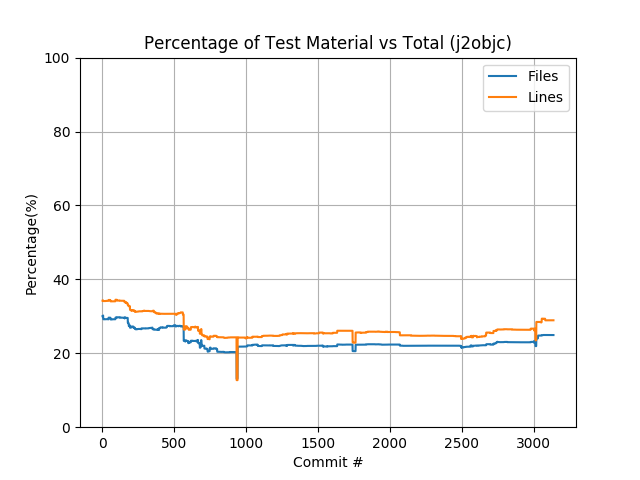 Percentage of Test Material vs Total (j2objc)
Files
Lines
Percentage(%)
100
80
60
40
20
0
0 500 1000 1500 2000 2500 3000
Commit #